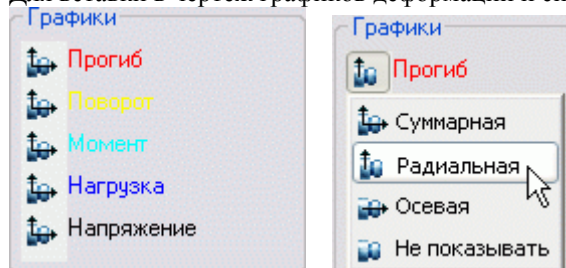 Графики
Прогиб
Поворот
Момент
Нагрузка
Напряжение
Графики
Прогиб
Суммарная
Радиальная
Осевая
Не показывать